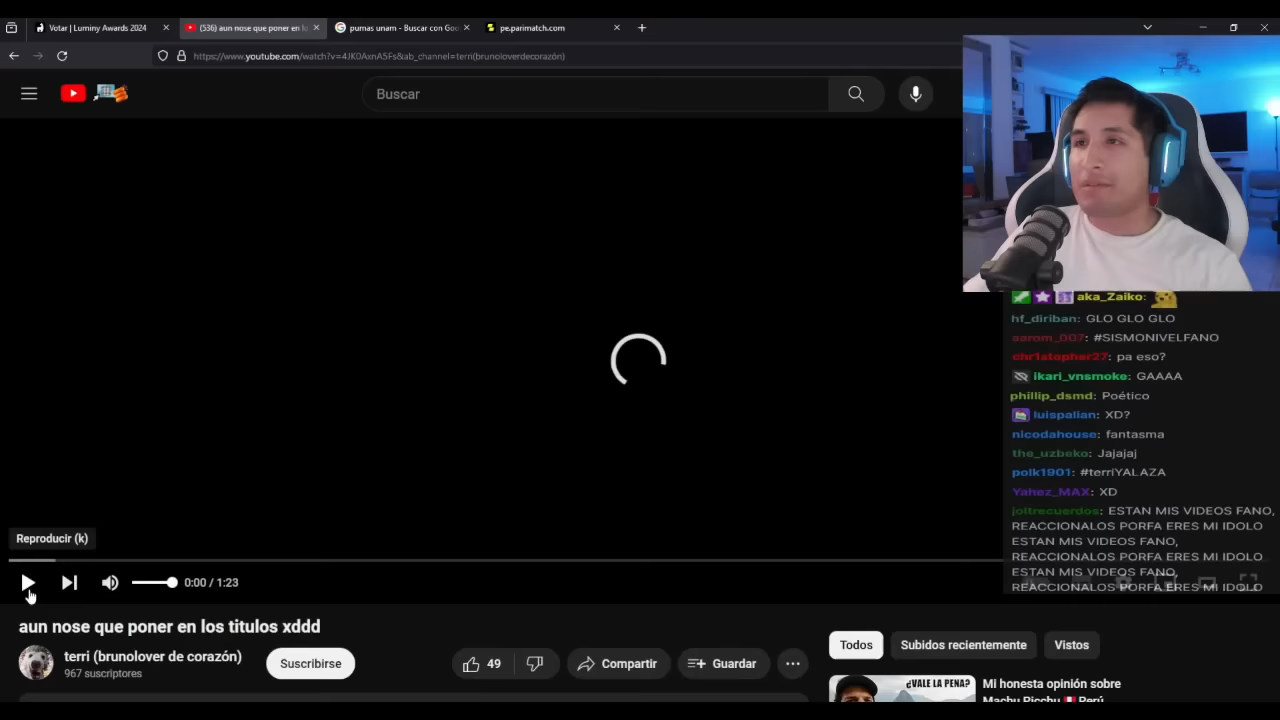 Votar | Luminy Awards 2024
(536) aun nose que poner en lo
pumas unam - Buscar con Goo
pe.parimatch.com
https://www.youtube.com/watch?v=4JK0AxnA5Fs&ab_channel=terri(brunoloverdecorazón)
Buscar
aka_Zaiko:
hf_diriban: GLO GLO GLO
aarom_007: #SISMONIVELFANO
chr1stopher27: pa eso?
ikari_vnsmoke: GAAAA
phillip_dsmd: Poético
luispalian: XD?
nicodahouse: fantasma
the_uzbeko: Jajajaj
polk1901: #terriYALAZA
Yahez_MAX: XD
joltrecuerdos: ESTAN MIS VIDEOS FANO,
REACCIONALOS PORFA ERES MI IDOLO
ESTAN MIS VIDEOS FANO,
REACCIONALOS PORFA ERES MI IDOLO
ESTAN MIS VIDEOS FANO,
REACCIONALOS PORFA ERES MI IDOLO
Reproducir (k)
0:00 / 1:23
aun nose que poner en los titulos xddd
terri (brunolover de corazón)
967 suscriptores
Suscribirse
49
Compartir
Guardar
Todos
Subidos recientemente
Vistos
¿VALE LA PENA?
Mi honesta opinión sobre
Machu Picchu Perú